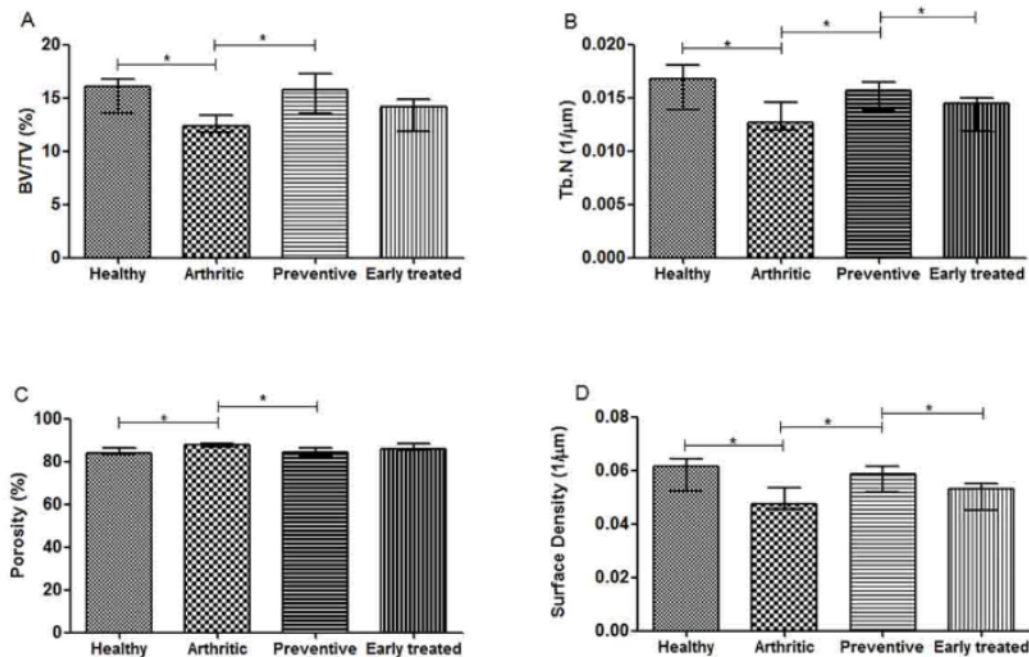 A
BV/TV (%)
20
15
10
5
0
*
*
Healthy
Arthritic
Preventive
Early treated
B
Tb.N (1/μm)
0.020
0.015
0.010
0.005
0.000
*
*
*
Healthy
Arthritic
Preventive
Early treated
C
Porosity (%)
100
80
60
40
20
0
*
*
Healthy
Arthritic
Preventive
Early treated
D
Surface Density (1/μm)
0.08
0.06
0.04
0.02
0.00
*
*
*
Healthy
Arthritic
Preventive
Early treated